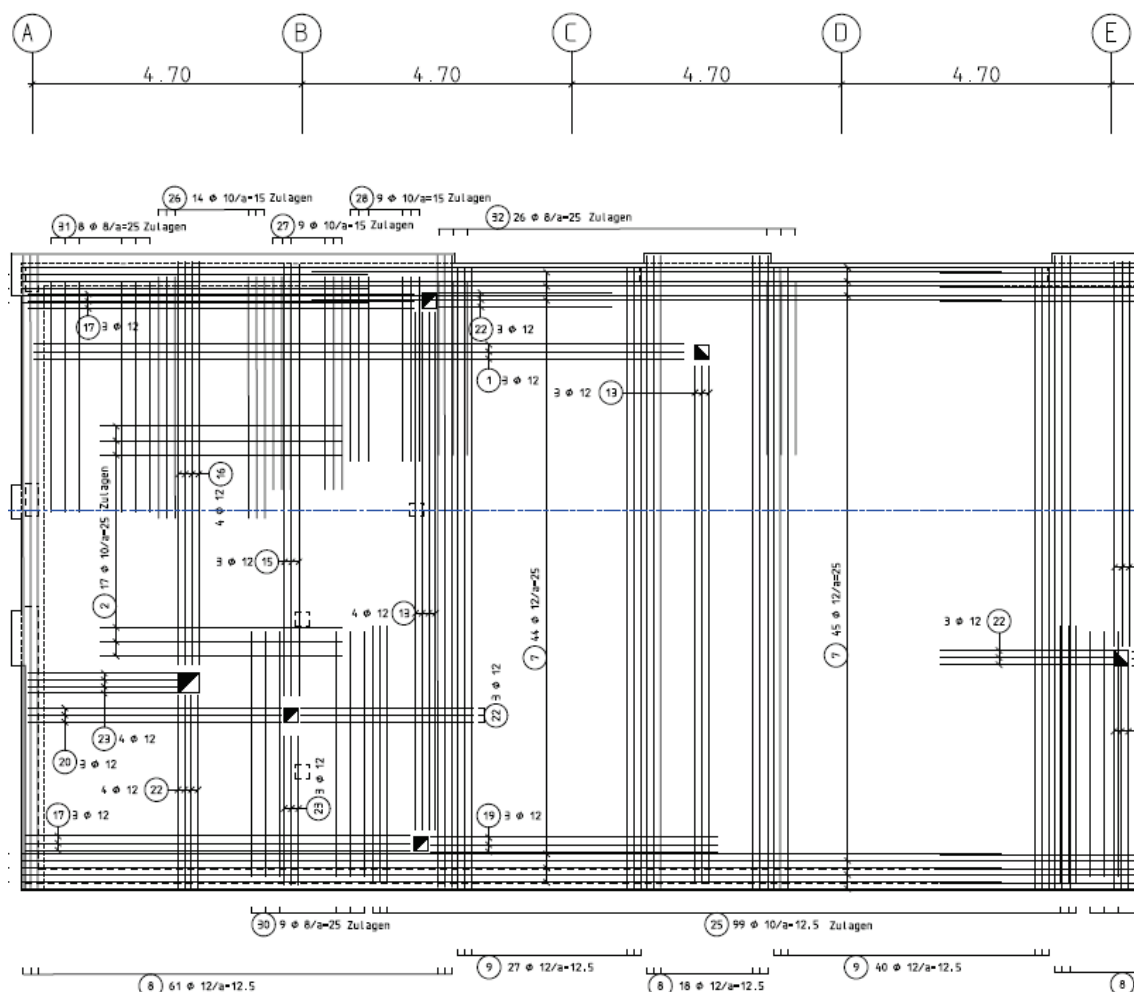 A B C D E
4.70 4.70 4.70 4.70
26 14 ϕ 10/a=15 Zulagen
28 9 ϕ 10/a=15 Zulagen
31 8 ϕ 8/a=25 Zulagen
27 9 ϕ 10/a=15 Zulagen
32 26 ϕ 8/a=25 Zulagen
17 3 ϕ 12
22 3 ϕ 12
1 3 ϕ 12
3 ϕ 12 13
16 4 ϕ 12
2 17 ϕ 10/a=25 Zulagen
3 ϕ 12 15
4 ϕ 12 13
7 44 ϕ 12/a=25
7 45 ϕ 12/a=25
3 ϕ 12 22
22 3 ϕ 12
23 4 ϕ 12
20 3 ϕ 12
4 ϕ 12 22
23 3 ϕ 12
17 3 ϕ 12
19 3 ϕ 12
30 9 ϕ 8/a=25 Zulagen
25 99 ϕ 10/a=12.5 Zulagen
9 27 ϕ 12/a=12.5
9 40 ϕ 12/a=12.5
8 61 ϕ 12/a=12.5
8 18 ϕ 12/a=12.5
8